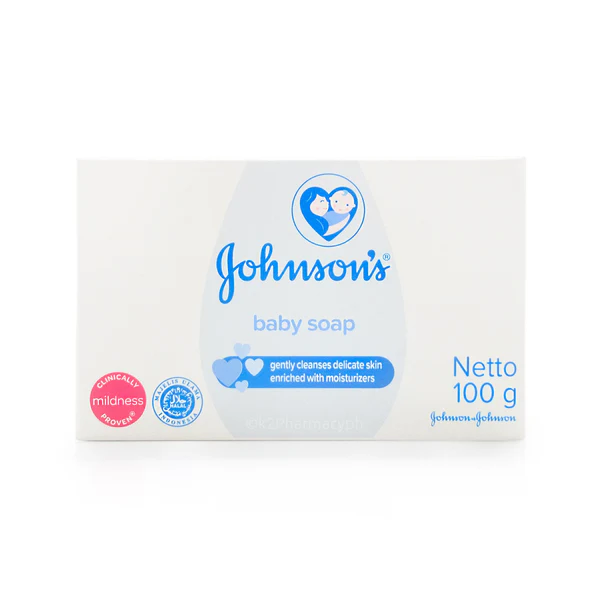 Johnson's®
baby soap
gently cleanses delicate skin
enriched with moisturizers
CLINICALLY
mildness
PROVEN®
MAJELIS ULAMA
HALAL
INDONESIA
Netto
100 g
Johnson & Johnson